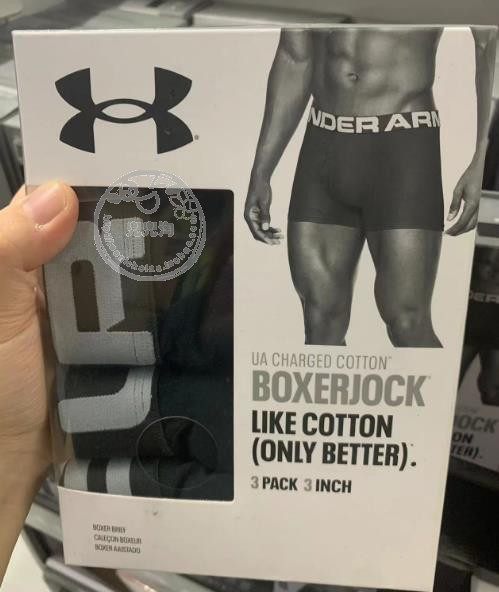 NDER ARM
UA CHARGED COTTON™
BOXERJOCK®
LIKE COTTON
(ONLY BETTER).
3 PACK 3 INCH
BOXER BRIEF
CALEÇON BOXEUR
BOXER AJUSTADO